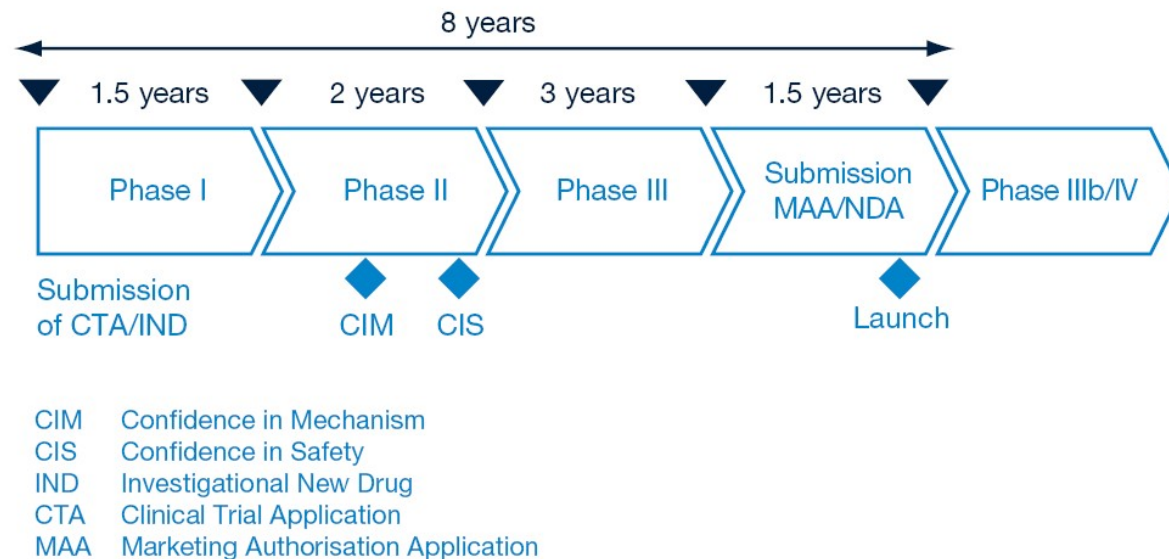 8 years
1.5 years
2 years
3 years
1.5 years
Phase I
Phase II
Phase III
Submission
MAA/NDA
Phase IIIb/IV
Submission
of CTA/IND
CIM
CIS
Launch
CIM Confidence in Mechanism
CIS Confidence in Safety
IND Investigational New Drug
CTA Clinical Trial Application
MAA Marketing Authorisation Application